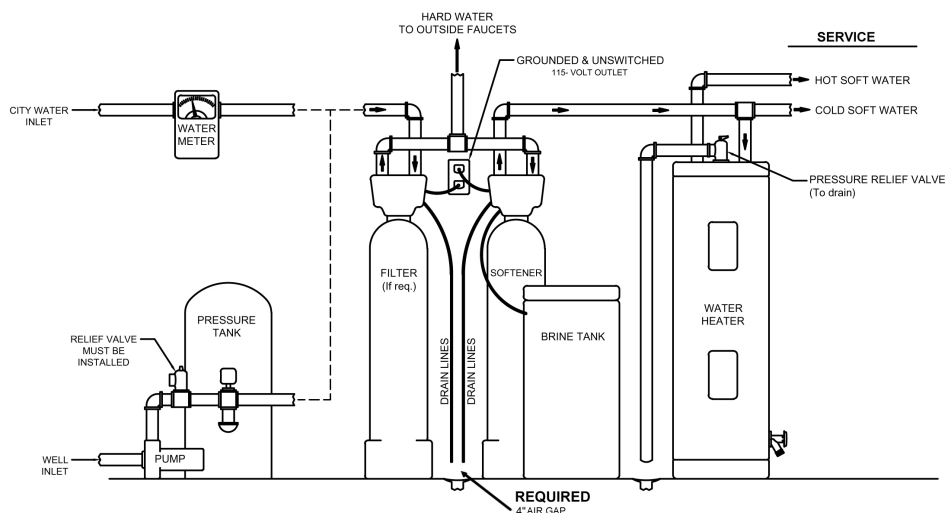 HARD WATER
TO OUTSIDE FAUCETS
SERVICE
GROUNDED & UNSWITCHED
115- VOLT OUTLET
HOT SOFT WATER
CITY WATER
INLET
WATER
METER
COLD SOFT WATER
PRESSURE RELIEF VALVE
(To drain)
FILTER
(If req.)
SOFTENER
PRESSURE
TANK
WATER
HEATER
RELIEF VALVE
MUST BE
INSTALLED
BRINE TANK
DRAIN LINES
DRAIN LINES
WELL
INLET
PUMP
REQUIRED
4" AIR GAP